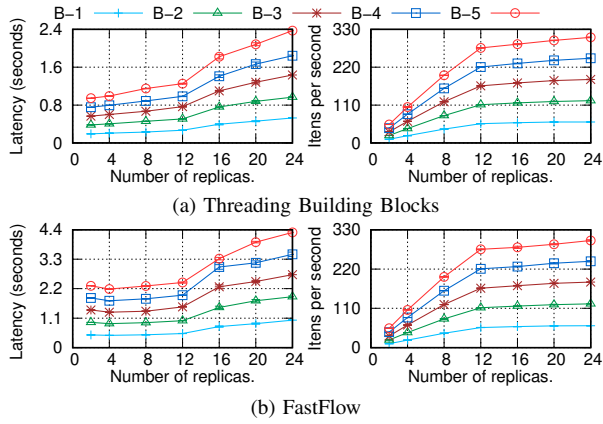 B-1 B-2 B-3 B-4 B-5
Latency (seconds)
2.4
1.6
0.8
0
0 4 8 12 16 20 24
Number of replicas.
Itens per second
330
220
110
0
0 4 8 12 16 20 24
Number of replicas.
(a) Threading Building Blocks
Latency (seconds)
4.4
3.3
2.2
1.1
0
0 4 8 12 16 20 24
Number of replicas.
Itens per second
330
220
110
0
0 4 8 12 16 20 24
Number of replicas.
(b) FastFlow